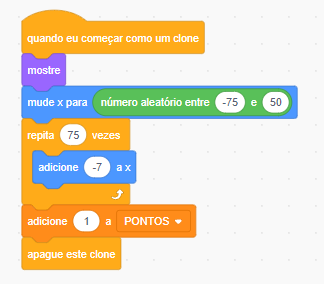 quando eu começar como um clone
mostre
mude x para número aleatório entre -75 e 50
repita 75 vezes
adicione -7 a x
adicione 1 a PONTOS
apague este clone